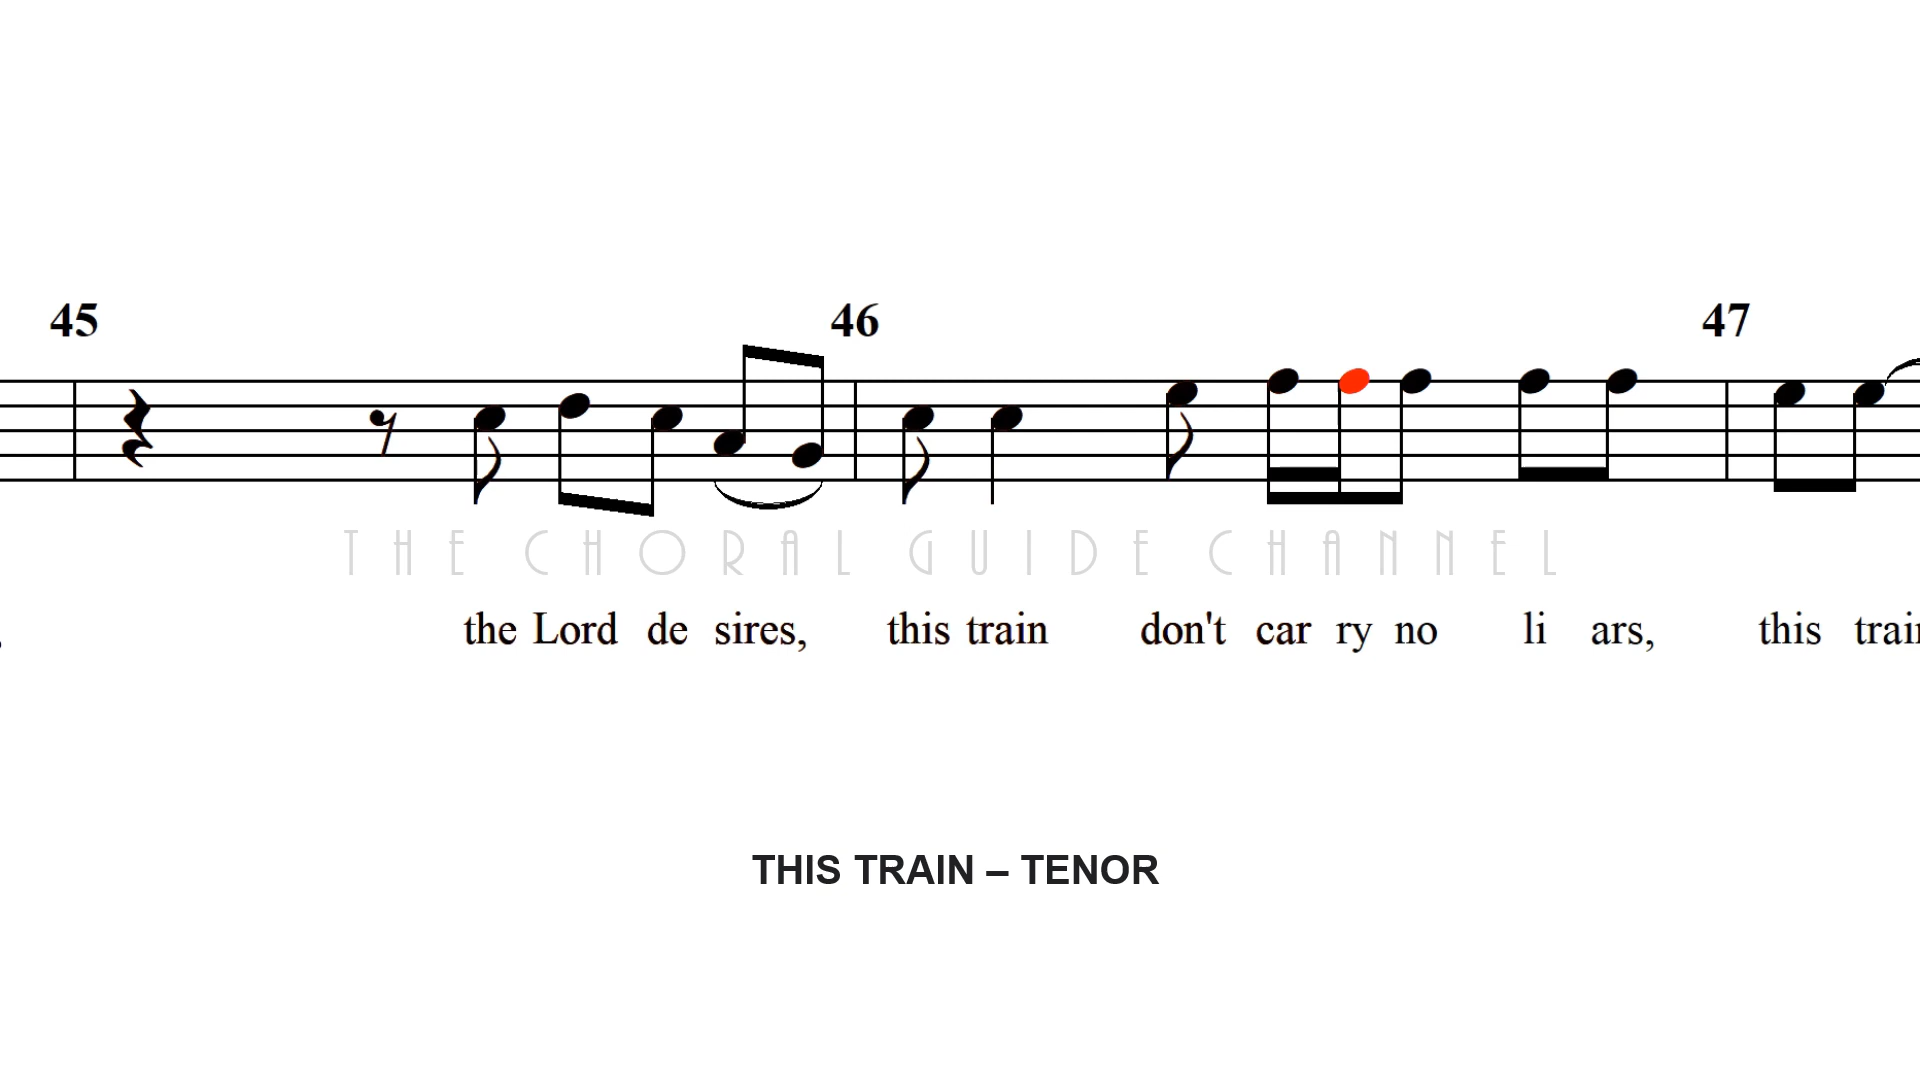 45 46 47
THE CHORAL GUIDE CHANNEL
the Lord de sires, this train don't car ry no li ars, this train
THIS TRAIN – TENOR